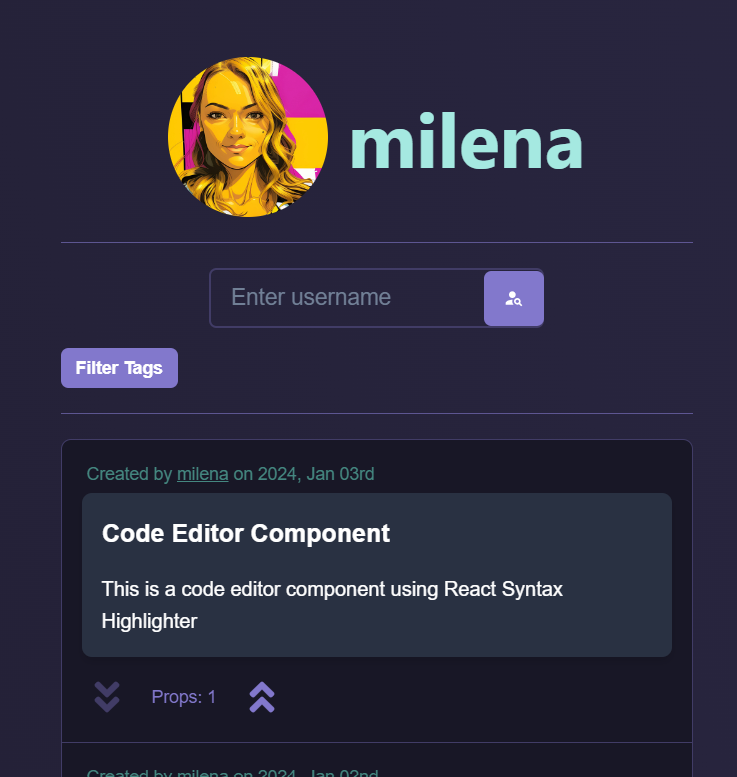 milena
Enter username
Filter Tags
Created by milena on 2024, Jan 03rd
Code Editor Component
This is a code editor component using React Syntax
Highlighter
Props: 1
Created by milena on 2024, Jan 02nd